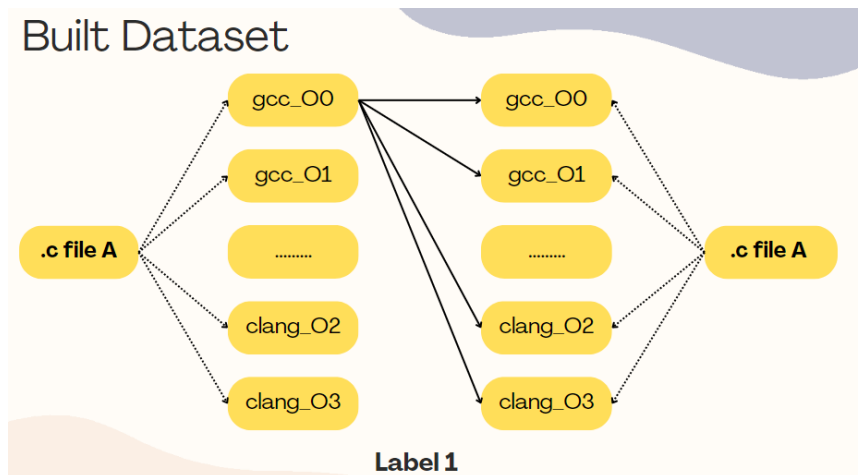 Built Dataset
gcc_O0
gcc_O0
gcc_O1
gcc_O1
.c file A
.........
.........
.c file A
clang_O2
clang_O2
clang_O3
clang_O3
Label 1